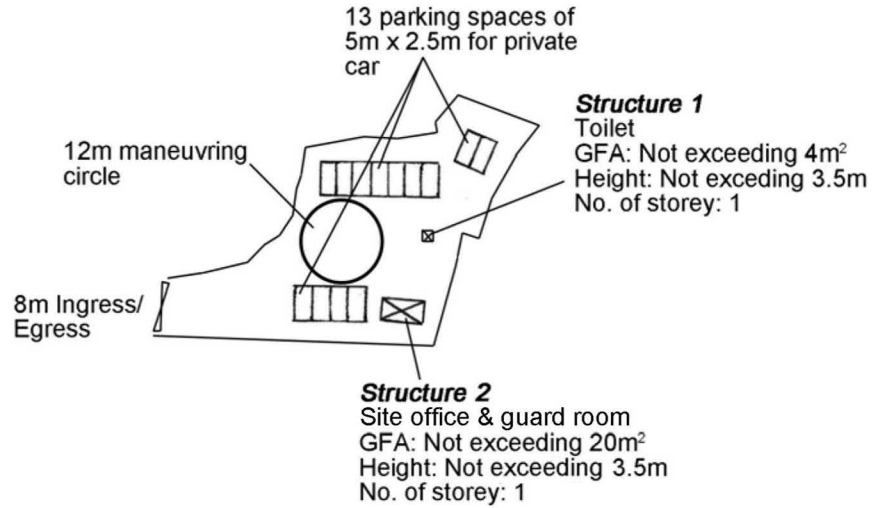 13 parking spaces of
5m x 2.5m for private
car
Structure 1
Toilet
GFA: Not exceeding 4m²
Height: Not exceding 3.5m
No. of storey: 1
12m maneuvring
circle
8m Ingress/
Egress
Structure 2
Site office & guard room
GFA: Not exceeding 20m²
Height: Not exceeding 3.5m
No. of storey: 1